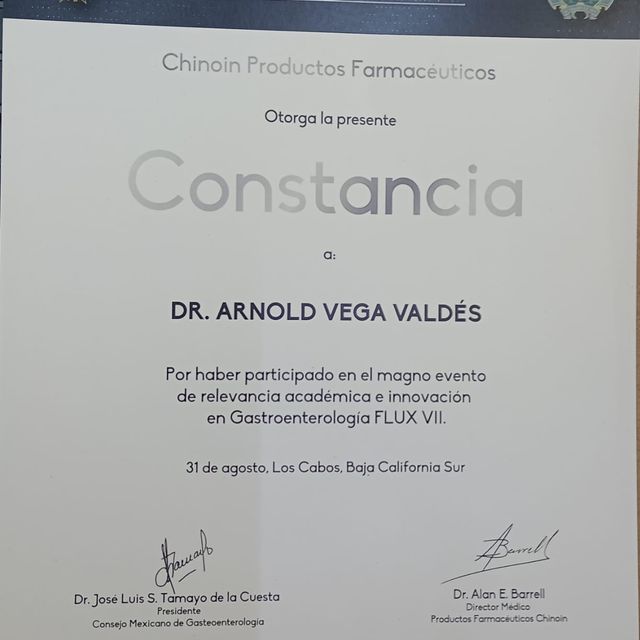 Chinoin Productos Farmacéuticos
Otorga la presente
Constancia
a:
DR. ARNOLD VEGA VALDÉS
Por haber participado en el magno evento
de relevancia académica e innovación
en Gastroenterología FLUX VII.
31 de agosto, Los Cabos, Baja California Sur
Dr. José Luis S. Tamayo de la Cuesta
Presidente
Consejo Mexicano de Gasteoenterología
A Barrell
Dr. Alan E. Barrell
Director Médico
Productos Farmacéuticos Chinoin